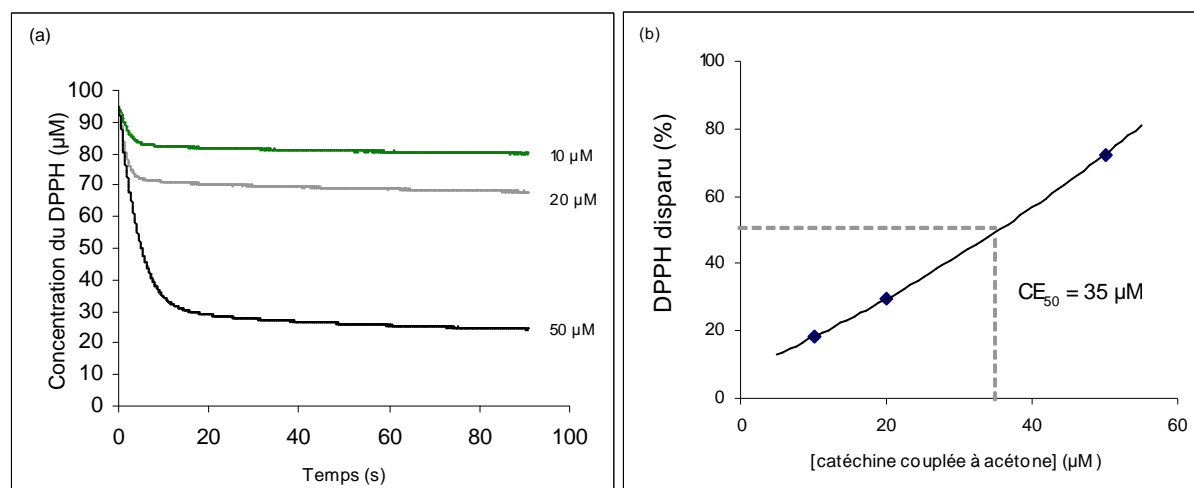 (a)
Concentration du DPPH (µM)
100
90
80
70
60
50
40
30
20
10
0
10 µM
20 µM
50 µM
0
20
40
60
80
100
Temps (s)
(b)
DPPH disparu (%)
100
80
60
40
20
0
CE50 = 35 µM
0
20
40
60
[catéchine couplée à acétone] (µM)